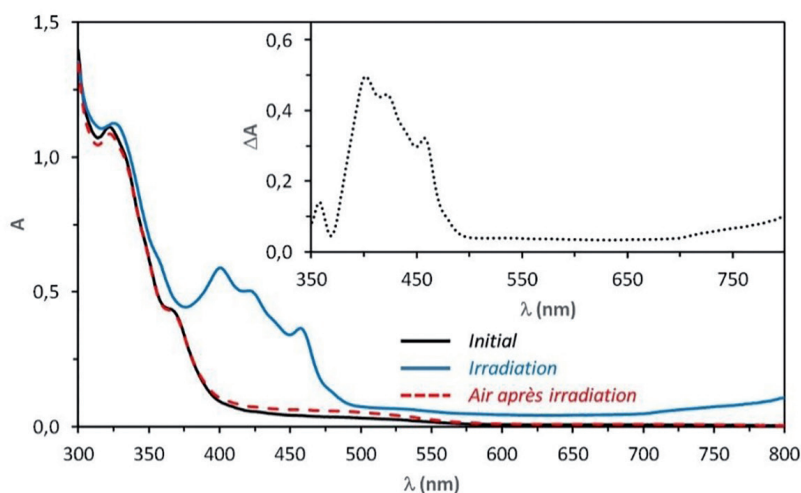 1,5
1,0
0,5
0,0
A
300 350 400 450 500 550 600 650 700 750 800
λ (nm)
0,6
0,4
0,2
0,0
ΔA
350 450 550 650 750
λ (nm)
Initial
Irradiation
Air après irradiation